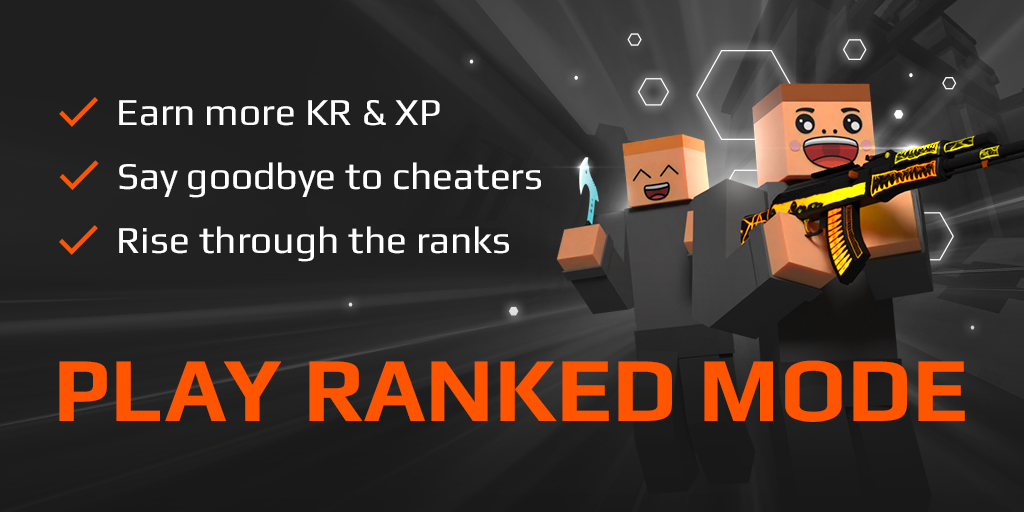 Earn more KR & XP
Say goodbye to cheaters
Rise through the ranks
PLAY RANKED MODE